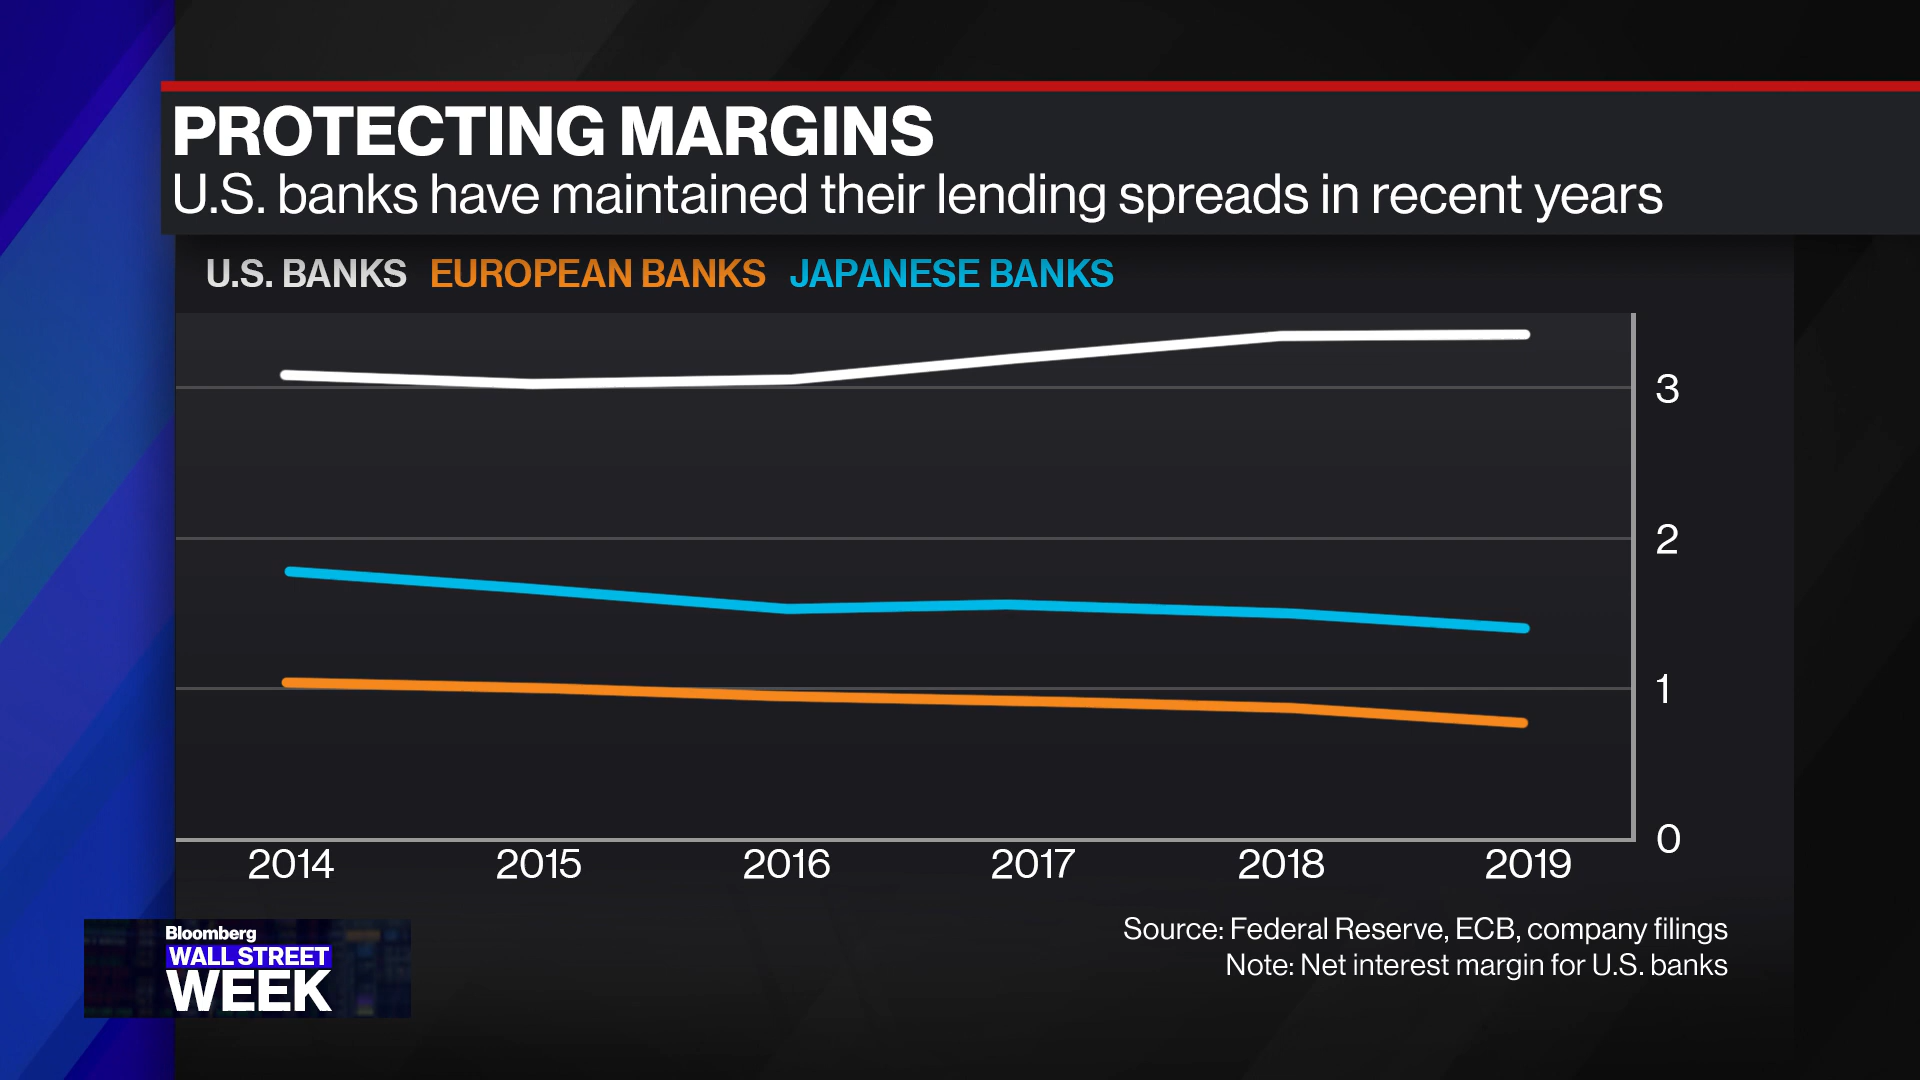 PROTECTING MARGINS
U.S. banks have maintained their lending spreads in recent years
U.S. BANKS EUROPEAN BANKS JAPANESE BANKS
3
2
1
0
2014 2015 2016 2017 2018 2019
Source: Federal Reserve, ECB, company filings
Note: Net interest margin for U.S. banks
Bloomberg
WALL STREET
WEEK